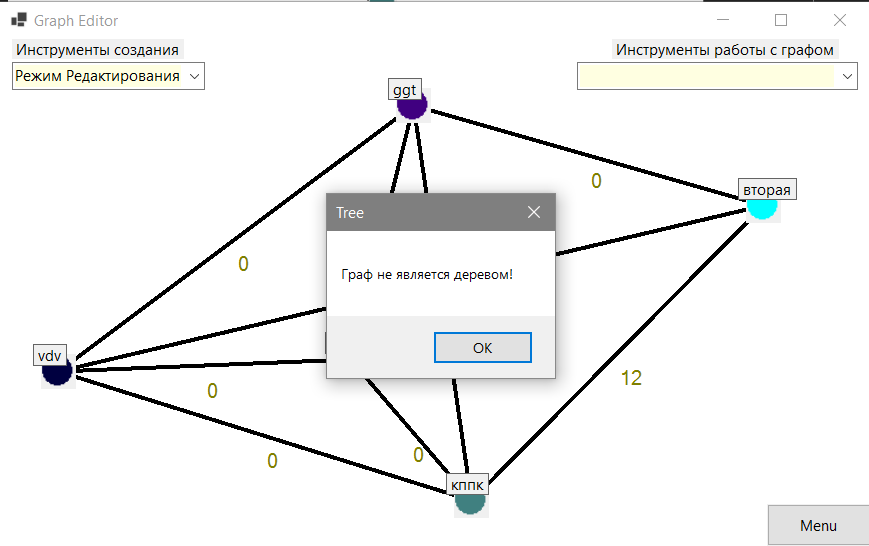 Graph Editor
Инструменты создания
Инструменты работы с графом
Режим Редактирования
ggt
вторая
0
Tree
Граф не является деревом!
0
OK
vdv
12
0
0
0
кппк
Menu